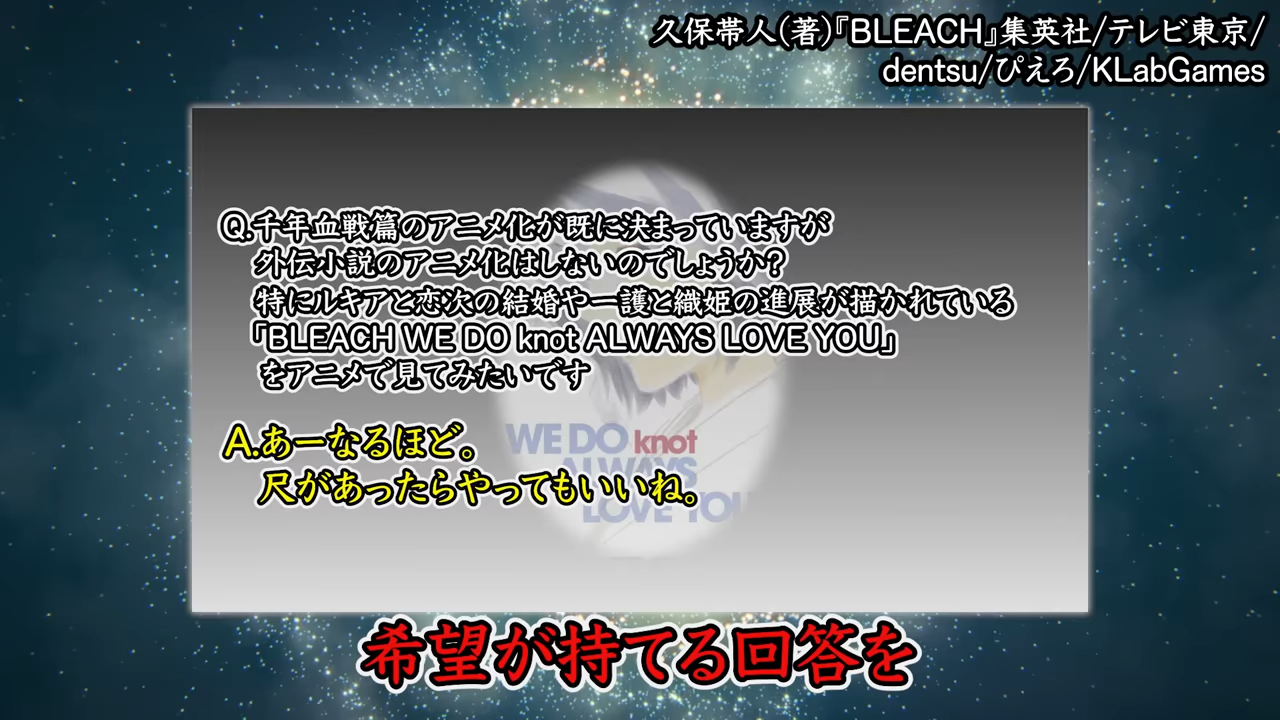 久保帯人(著)『BLEACH』集英社/テレビ東京/
dentsu/ぴえろ/KLabGames
Q.千年血戦篇のアニメ化が既に決まっていますが
外伝小説のアニメ化はしないのでしょうか?
特にルキアと恋次の結婚や一護と織姫の進展が描かれている
「BLEACH WE DO knot ALWAYS LOVE YOU」
をアニメで見てみたいです
A.あーなるほど。
尺があったらやってもいいね。
WE DO knot
ALWAYS
LOVE YOU
希望が持てる回答を